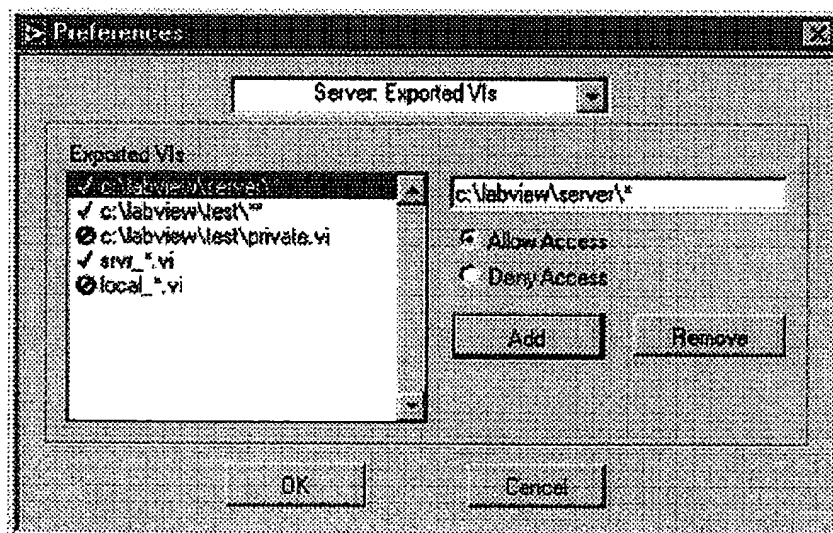 Preferences
Server: Exported VIs
Exported VIs
c:\labview\server\*
c:\labview\server\*
c:\labview\test\**
Allow Access
c:\labview\test\private.vi
srvr_*.vi
Deny Access
local_*.vi
Add
Remove
OK
Cancel